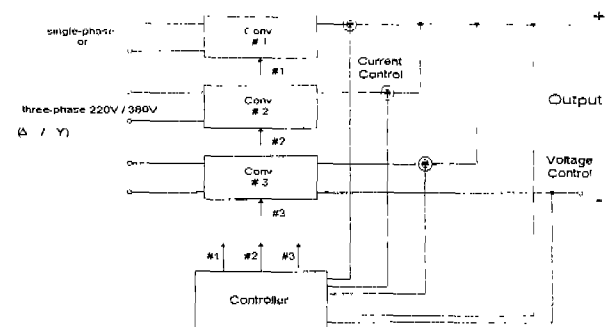 single-phase
or
three-phase 220V / 380V
(Δ / Y)
Conv
# 1
#1
Conv
# 2
#2
Conv
# 3
#3
Current
Control
+
Output
Voltage
Control
-
#1 #2 #3
Controller